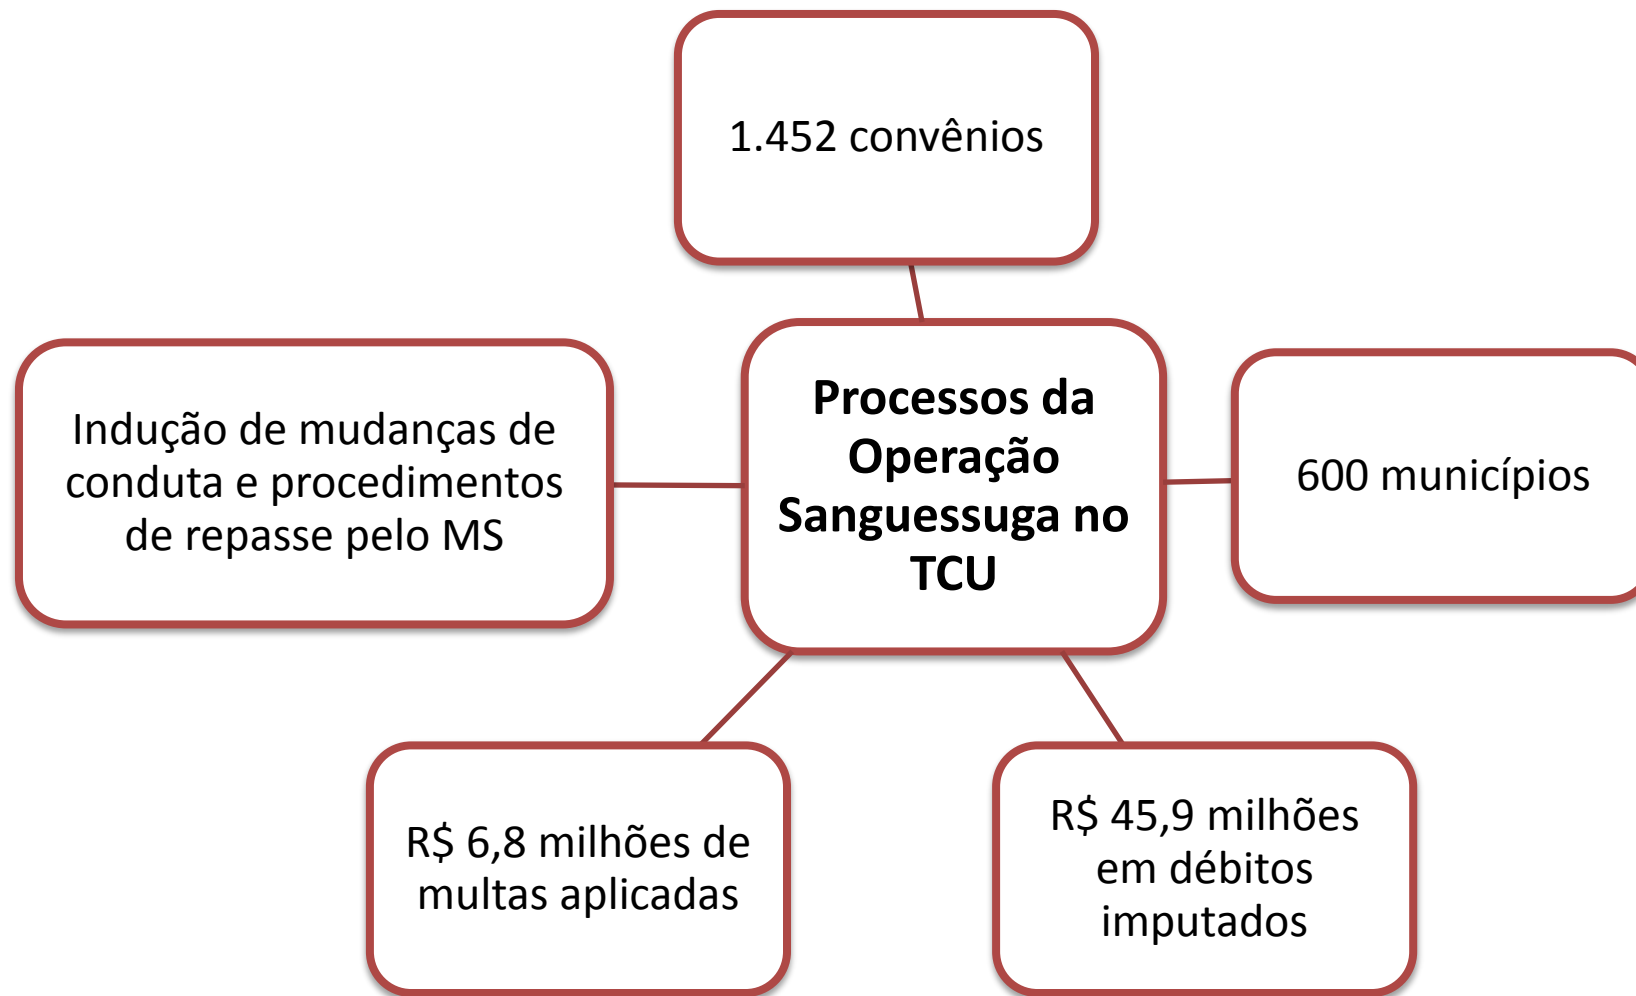 1.452 convênios
Processos da
Operação
Sanguessuga no
TCU
600 municípios
R$ 45,9 milhões
em débitos
imputados
R$ 6,8 milhões de
multas aplicadas
Indução de mudanças de
conduta e procedimentos
de repasse pelo MS